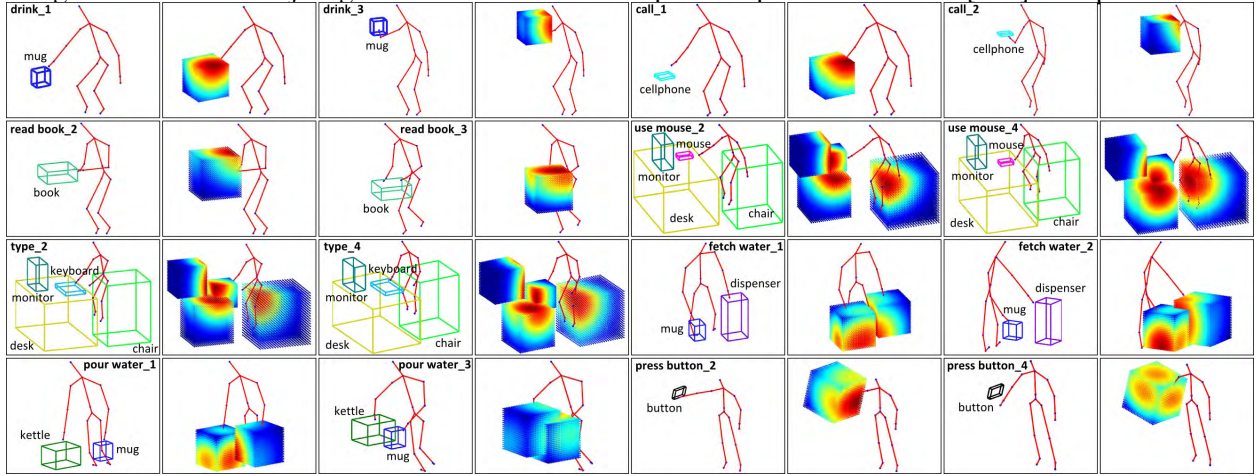 drink_1
mug
drink_3
mug
call_1
cellphone
call_2
cellphone
read book_2
book
read book_3
book
use mouse_2
mouse
monitor
desk
chair
use mouse_4
mouse
monitor
desk
chair
type_2
keyboard
monitor
desk
chair
type_4
keyboard
monitor
desk
chair
fetch water_1
dispenser
mug
fetch water_2
dispenser
mug
pour water_1
kettle
mug
pour water_3
kettle
mug
press button_2
button
press button_4
button